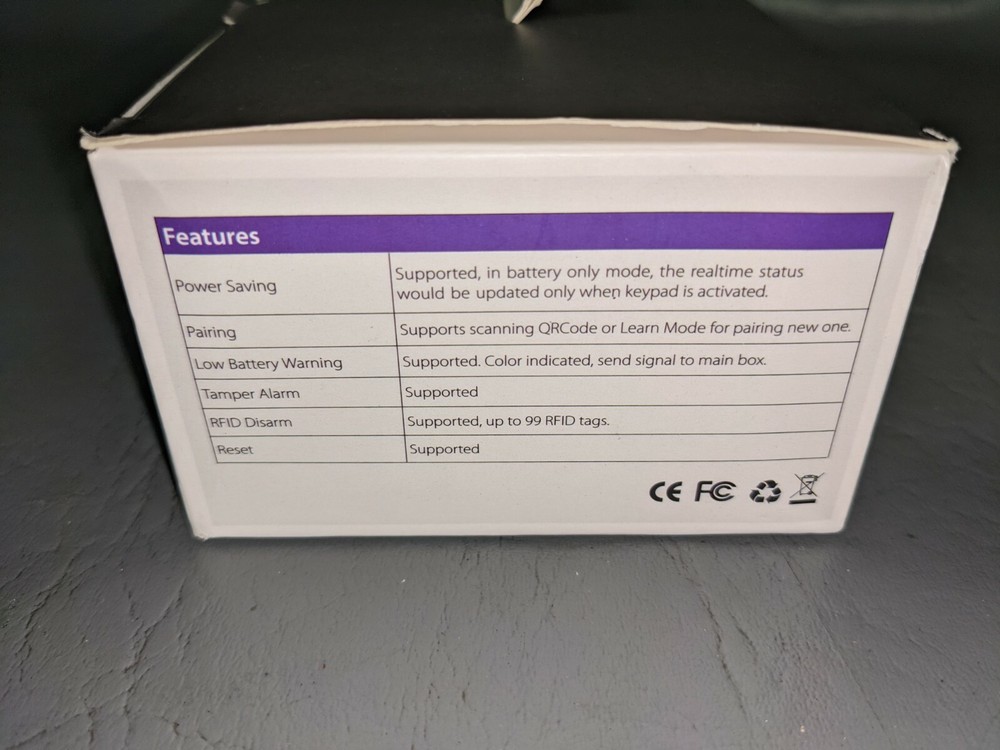 Features
Power Saving
Supported, in battery only mode, the realtime status
would be updated only when keypad is activated.
Pairing
Supports scanning QRCode or Learn Mode for pairing new one.
Low Battery Warning
Supported. Color indicated, send signal to main box.
Tamper Alarm
Supported
RFID Disarm
Supported, up to 99 RFID tags.
Reset
Supported
CE FC